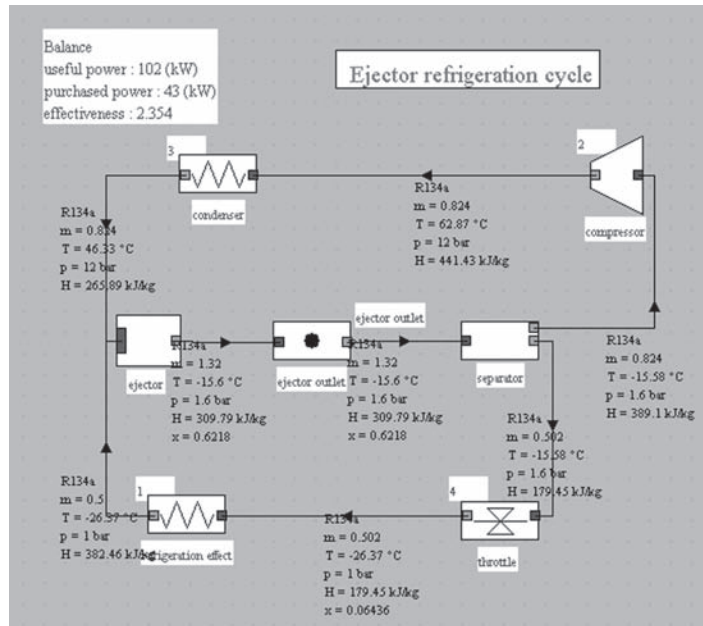 Balance
useful power : 102 (kW)
purchased power : 43 (kW)
effectiveness : 2.354
Ejector refrigeration cycle
3
condenser
2
compressor
R134a
m = 0.824
T = 46.33 °C
p = 12 bar
H = 265.89 kJ/kg
R134a
m = 0.824
T = 62.87 °C
p = 12 bar
H = 441.43 kJ/kg
ejector
R134a
m = 1.32
T = -15.6 °C
p = 1.6 bar
H = 309.79 kJ/kg
x = 0.6218
ejector outlet
ejector outlet
R134a
m = 1.32
T = -15.6 °C
p = 1.6 bar
H = 309.79 kJ/kg
x = 0.6218
separator
R134a
m = 0.824
T = -15.58 °C
p = 1.6 bar
H = 389.1 kJ/kg
R134a
m = 0.502
T = -15.58 °C
p = 1.6 bar
H = 179.45 kJ/kg
R134a
m = 0.5
T = -26.37 °C
p = 1 bar
H = 382.46 kJ/kg
1
refrigeration effect
R134a
m = 0.502
T = -26.37 °C
p = 1 bar
H = 179.45 kJ/kg
x = 0.06436
4
throttle